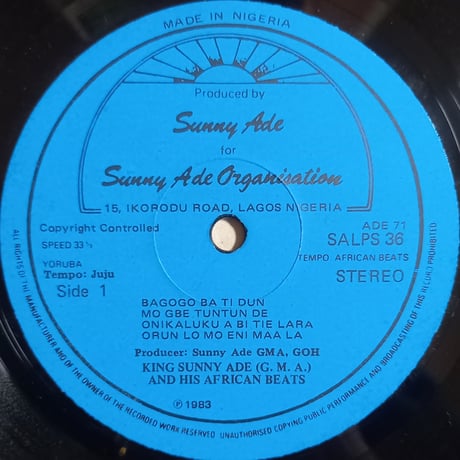 MADE IN NIGERIA
Produced by
Sunny Ade
for
Sunny Ade Organisation
15, IKORODU ROAD, LAGOS NIGERIA
Copyright Controlled
SPEED 33⅓
YORUBA
Tempo: Juju
Side 1
ADE 71
SALPS 36
TEMPO AFRICAN BEATS
STEREO
BAGOGO BA TI DUN
MO GBE TUNTUN DE
ONIKALUKU A BI TIE LARA
ORUN LO MO ENI MAA LA
Producer: Sunny Ade GMA, GOH
KING SUNNY ADE (G. M. A.)
AND HIS AFRICAN BEATS
℗ 1983
ALL RIGHTS OF THE MANUFACTURER AND OF THE OWNER OF THE RECORDED WORK RESERVED UNAUTHORISED COPYING PUBLIC PERFORMANCE AND BROADCASTING OF THIS RECORD PROHIBITED